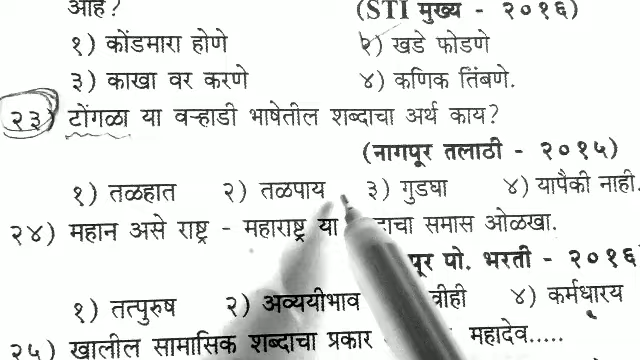 आहे?
(STI मुख्य - २०१६)
१) कोंडमारा होणे २) खडे फोडणे
३) काखा वर करणे ४) कणिक तिंबणे.
२३) टोंगळा या वऱ्हाडी भाषेतील शब्दाचा अर्थ काय?
(नागपूर तलाठी - २०१५)
१) तळहात २) तळपाय ३) गुडघा ४) यापैकी नाही.
२४) महान असे राष्ट्र - महाराष्ट्र या दाचा समास ओळखा.
पूर पो. भरती - २०१६
१) तत्पुरुष २) अव्ययीभाव त्रीही ४) कर्मधारय
२५) खालील सामासिक शब्दाचा प्रकार महादेव.....